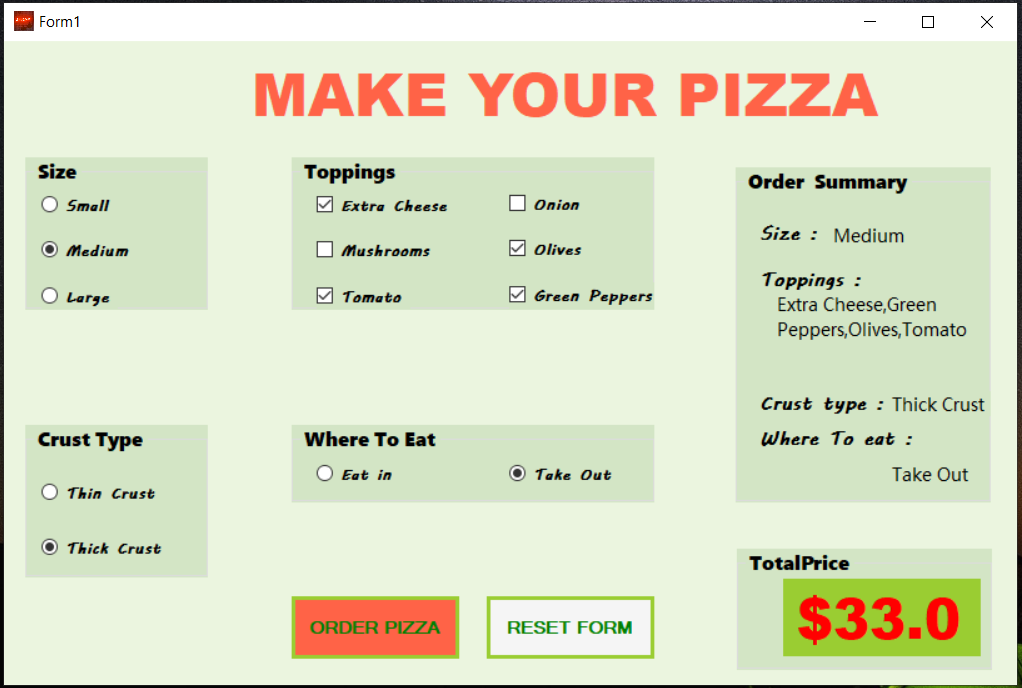 Form1
MAKE YOUR PIZZA
Size
Small
Medium
Large
Toppings
Extra Cheese
Onion
Mushrooms
Olives
Tomato
Green Peppers
Order Summary
Size : Medium
Toppings :
Extra Cheese,Green
Peppers,Olives,Tomato
Crust type : Thick Crust
Where To eat :
Take Out
Crust Type
Thin Crust
Thick Crust
Where To Eat
Eat in
Take Out
ORDER PIZZA
RESET FORM
TotalPrice
$33.0